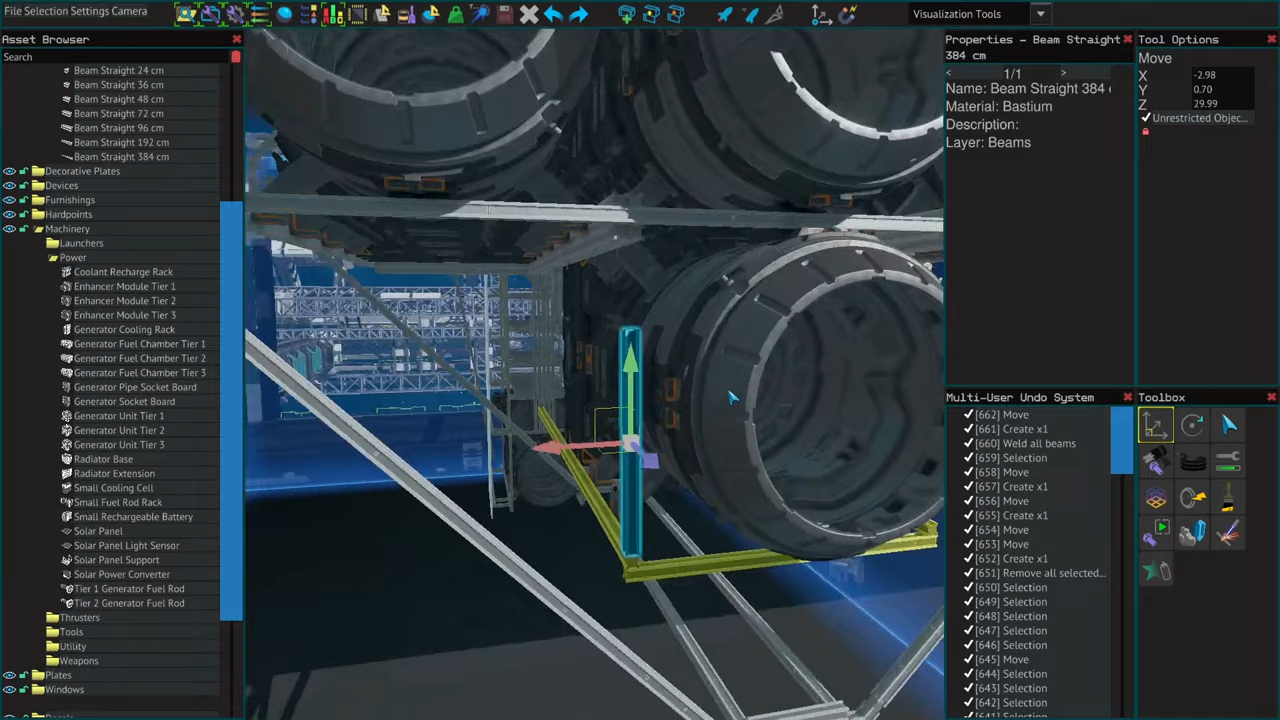 File Selection Settings Camera
Visualization Tools
Asset Browser
Search
Beam Straight 24 cm
Beam Straight 36 cm
Beam Straight 48 cm
Beam Straight 72 cm
Beam Straight 96 cm
Beam Straight 192 cm
Beam Straight 384 cm
Decorative Plates
Devices
Furnishings
Hardpoints
Machinery
Launchers
Power
Coolant Recharge Rack
Enhancer Module Tier 1
Enhancer Module Tier 2
Enhancer Module Tier 3
Generator Cooling Rack
Generator Fuel Chamber Tier 1
Generator Fuel Chamber Tier 2
Generator Fuel Chamber Tier 3
Generator Pipe Socket Board
Generator Socket Board
Generator Unit Tier 1
Generator Unit Tier 2
Generator Unit Tier 3
Radiator Base
Radiator Extension
Small Cooling Cell
Small Fuel Rod Rack
Small Rechargeable Battery
Solar Panel
Solar Panel Light Sensor
Solar Panel Support
Solar Power Converter
Tier 1 Generator Fuel Rod
Tier 2 Generator Fuel Rod
Thrusters
Tools
Utility
Weapons
Plates
Windows
Properties - Beam Straight
384 cm
< 1/1 >
Name: Beam Straight 384
Material: Bastium
Description:
Layer: Beams
Tool Options
Move
X -2.98
Y 0.70
Z 29.99
Unrestricted Objec...
Multi-User Undo System
[662] Move
[661] Create x1
[660] Weld all beams
[659] Selection
[658] Move
[657] Create x1
[656] Move
[655] Create x1
[654] Move
[653] Move
[652] Create x1
[651] Remove all selected...
[650] Selection
[649] Selection
[648] Selection
[647] Selection
[646] Selection
[645] Move
[644] Selection
[643] Selection
[642] Selection
Toolbox